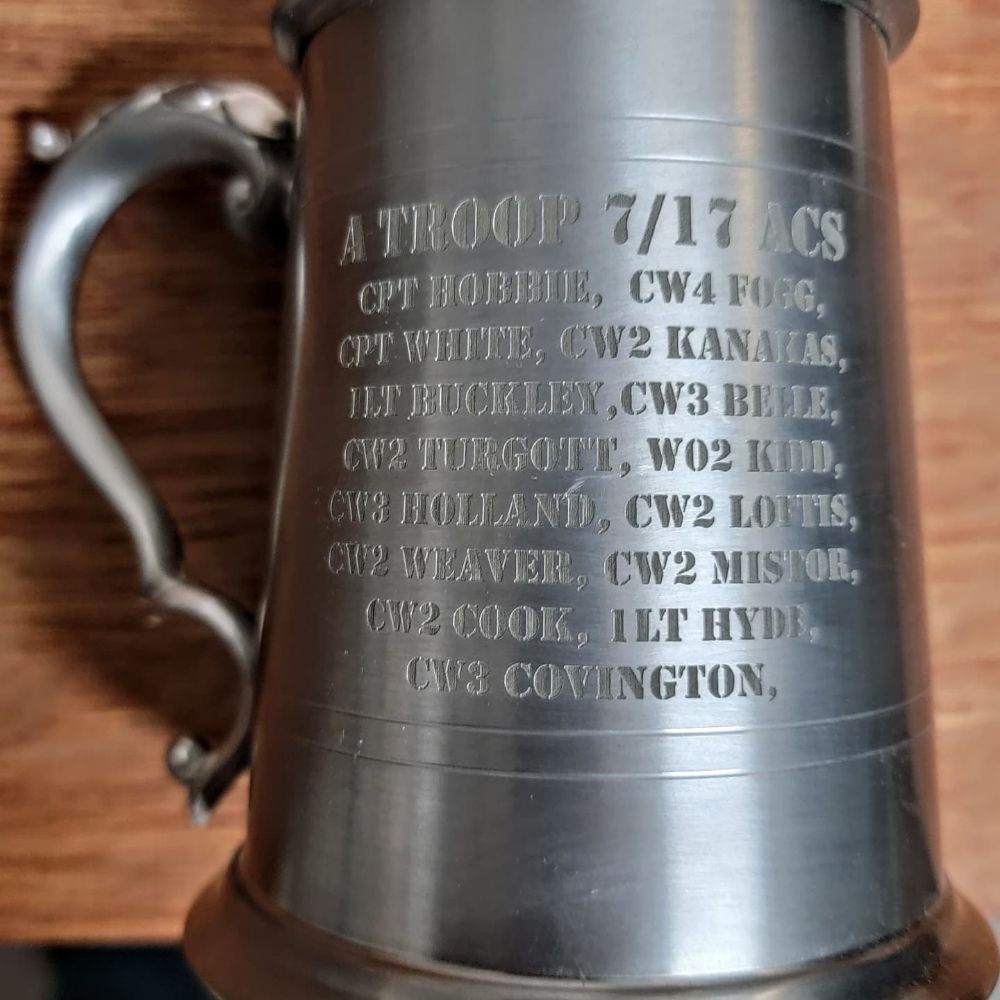 A TROOP 7/17 ACS
CPT HOBBIE, CW4 FOGG,
CPT WHITE, CW2 KANAKAS,
1LT BUCKLEY,CW3 BELLE,
CW2 TURGOTT, W02 KIDD,
CW3 HOLLAND, CW2 LOFTIS,
CW2 WEAVER, CW2 MISTOR,
CW2 COOK, 1LT HYDE,
CW3 COVINGTON,